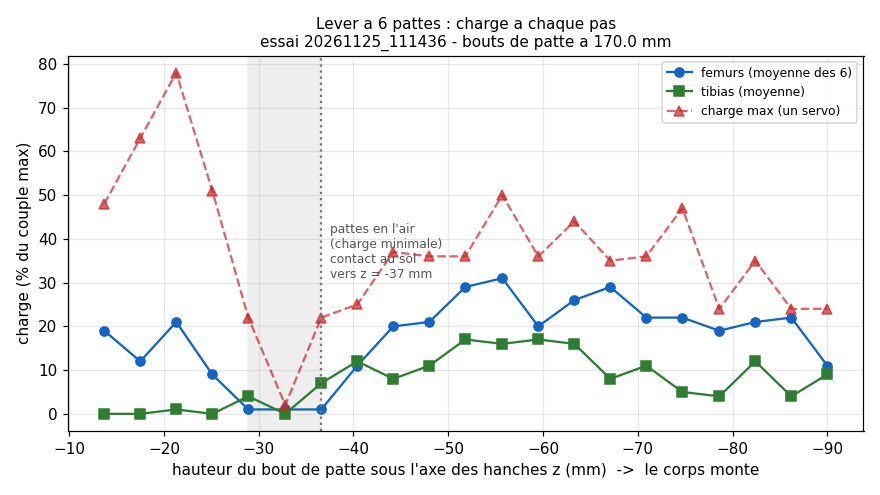 Lever a 6 pattes : charge a chaque pas
essai 20261125_111436 - bouts de patte a 170.0 mm
charge (% du couple max)
80
70
60
50
40
30
20
10
0
femurs (moyenne des 6)
tibias (moyenne)
charge max (un servo)
pattes en l'air
(charge minimale)
contact au sol
vers z = -37 mm
−10
−20
−30
−40
−50
−60
−70
−80
−90
hauteur du bout de patte sous l'axe des hanches z (mm)  ->  le corps monte